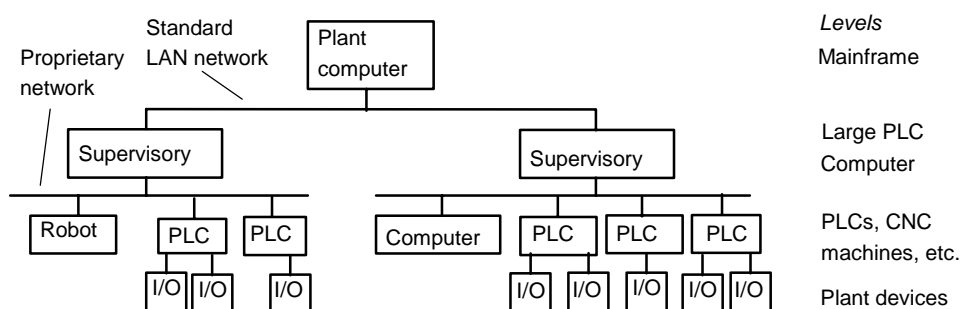 Standard
LAN network
Proprietary
network
Plant
computer
Levels
Mainframe
Supervisory
Supervisory
Large PLC
Computer
Robot
PLC
PLC
Computer
PLC
PLC
PLC
PLCs, CNC
machines, etc.
I/O
I/O
I/O
I/O
I/O
I/O
I/O
I/O
Plant devices